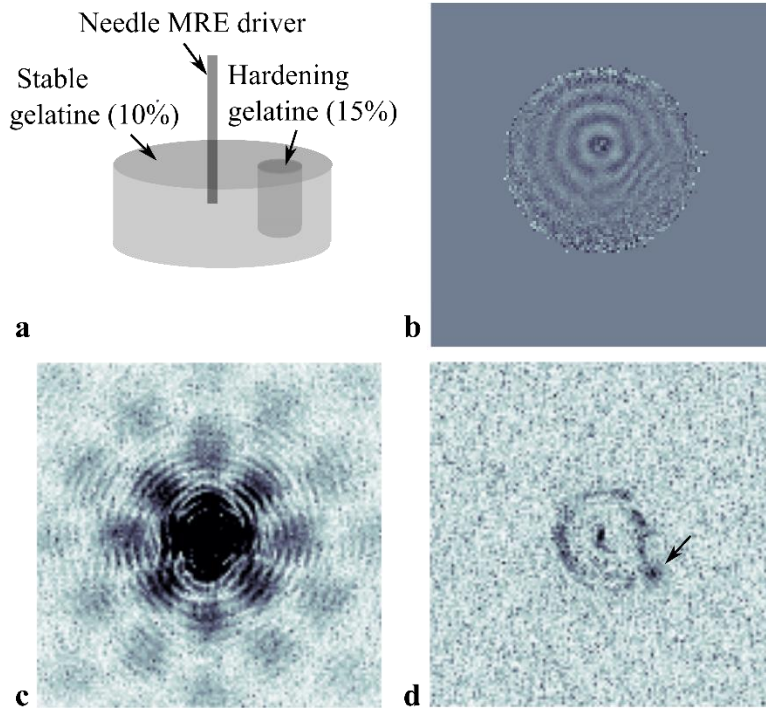 Needle MRE driver
Stable
gelatine (10%)
Hardening
gelatine (15%)
a
b
c
d